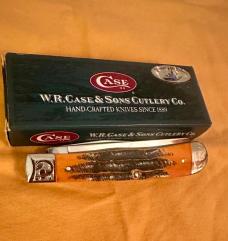 CASE
W.R. CASE & SONS CUTLERY CO.
HAND-CRAFTED KNIVES SINCE 1889
CASE